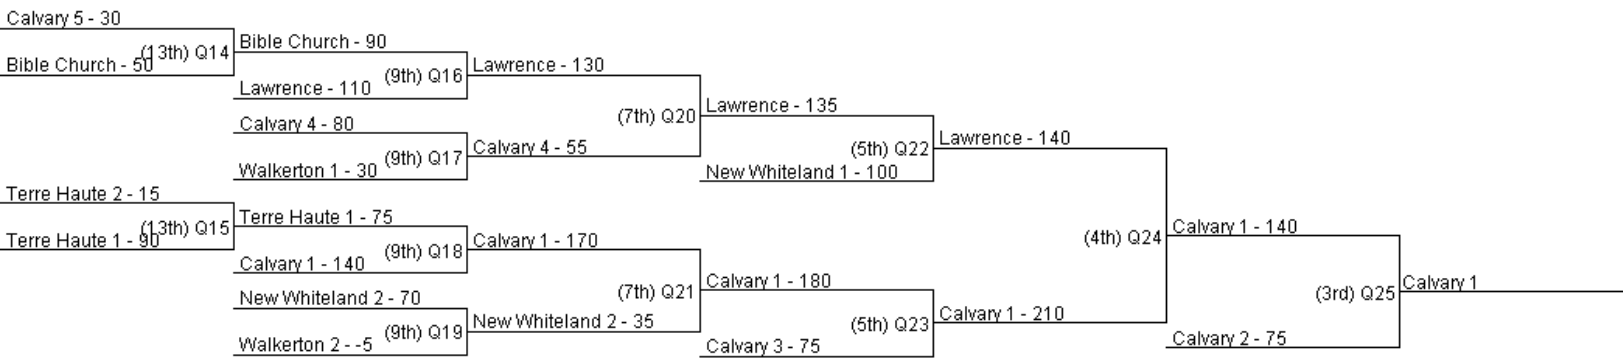 Calvary 5 - 30
(13th) Q14
Bible Church - 50
Bible Church - 90
(9th) Q16
Lawrence - 110
Lawrence - 130
Calvary 4 - 80
(9th) Q17
Walkerton 1 - 30
Calvary 4 - 55
(7th) Q20
Lawrence - 135
(5th) Q22
New Whiteland 1 - 100
Lawrence - 140
Terre Haute 2 - 15
(13th) Q15
Terre Haute 1 - 90
Terre Haute 1 - 75
(9th) Q18
Calvary 1 - 140
Calvary 1 - 170
New Whiteland 2 - 70
(9th) Q19
Walkerton 2 - -5
New Whiteland 2 - 35
(7th) Q21
Calvary 1 - 180
(5th) Q23
Calvary 3 - 75
Calvary 1 - 210
(4th) Q24
Calvary 1 - 140
(3rd) Q25
Calvary 2 - 75
Calvary 1